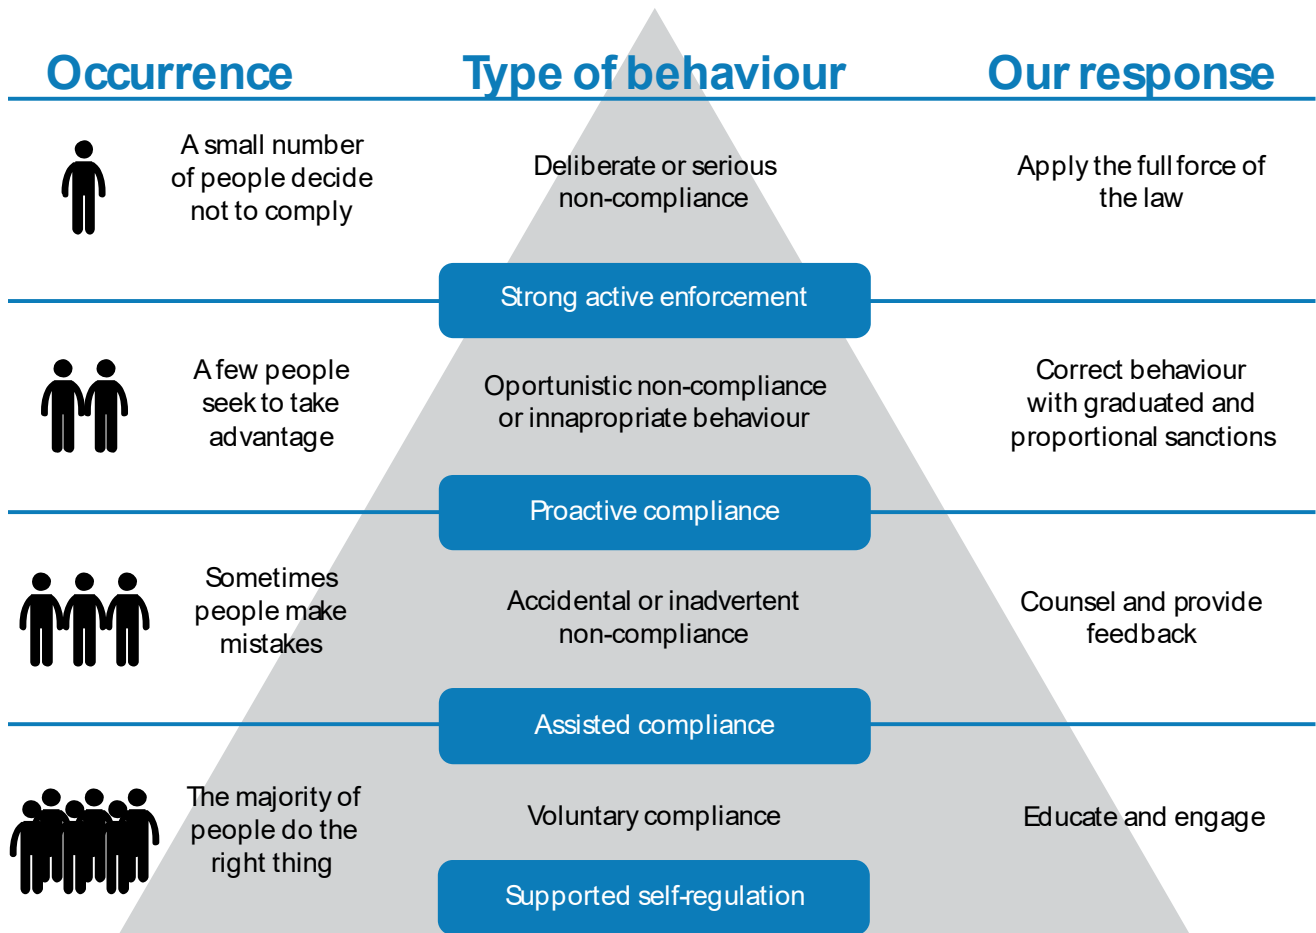 Occurrence
Type of behaviour
Our response
A small number
of people decide
not to comply
Deliberate or serious
non-compliance
Apply the full force of
the law
Strong active enforcement
A few people
seek to take
advantage
Oportunistic non-compliance
or innapropriate behaviour
Correct behaviour
with graduated and
proportional sanctions
Proactive compliance
Sometimes
people make
mistakes
Accidental or inadvertent
non-compliance
Counsel and provide
feedback
Assisted compliance
The majority of
people do the
right thing
Voluntary compliance
Educate and engage
Supported self-regulation